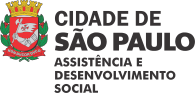 CIDADE DE
SÃO PAULO
ASSISTÊNCIA E
DESENVOLVIMENTO
SOCIAL